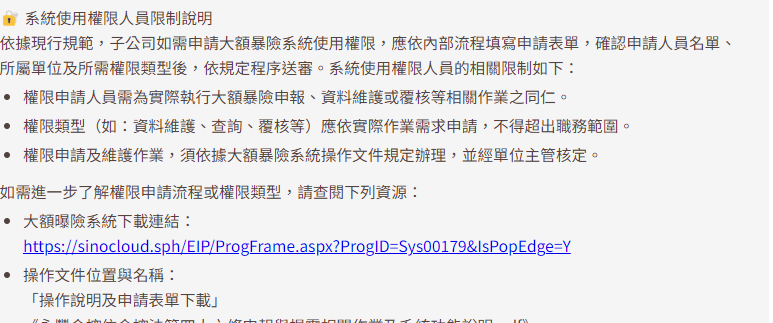 🔐 系統使用權限人員限制說明
依據現行規範，子公司如需申請大額暴險系統使用權限，應依內部流程填寫申請表單，確認申請人員名單、
所屬單位及所需權限類型後，依規定程序送審。系統使用權限人員的相關限制如下：
• 權限申請人員需為實際執行大額暴險申報、資料維護或覆核等相關作業之同仁。
• 權限類型（如：資料維護、查詢、覆核等）應依實際作業需求申請，不得超出職務範圍。
• 權限申請及維護作業，須依據大額暴險系統操作文件規定辦理，並經單位主管核定。
如需進一步了解權限申請流程或權限類型，請查閱下列資源：
• 大額曝險系統下載連結：
https://sinocloud.sph/EIP/ProgFrame.aspx?ProgID=Sys00179&IsPopEdge=Y
• 操作文件位置與名稱：
「操作說明及申請表單下載」